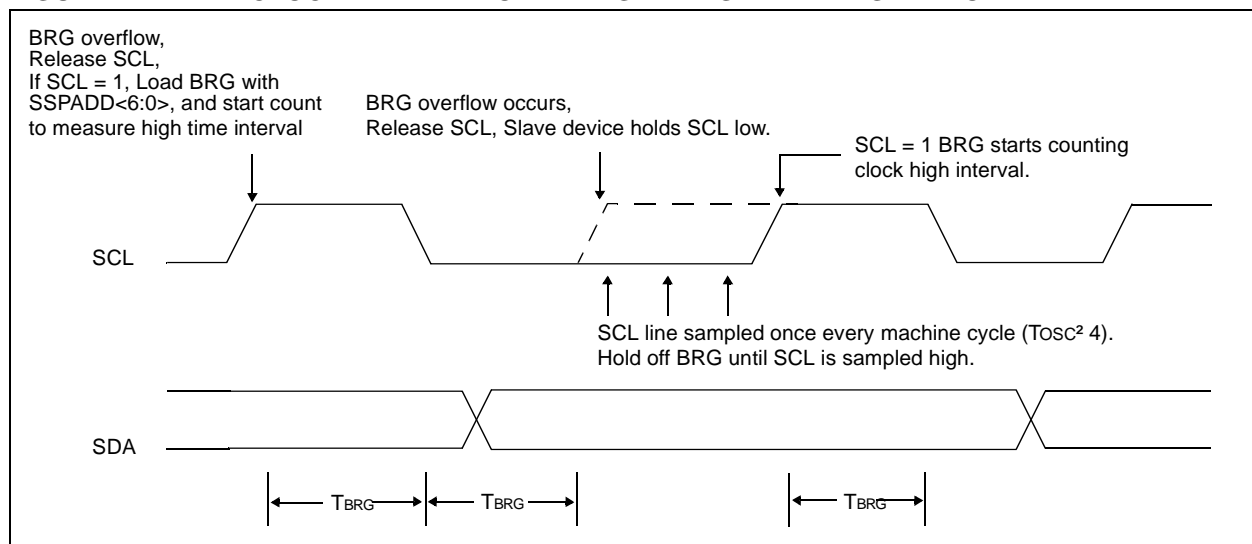 BRG overflow,
Release SCL,
If SCL = 1, Load BRG with
SSPADD<6:0>, and start count
to measure high time interval
BRG overflow occurs,
Release SCL, Slave device holds SCL low.
SCL = 1 BRG starts counting
clock high interval.
SCL
SCL line sampled once every machine cycle (TOSC² 4).
Hold off BRG until SCL is sampled high.
SDA
TBRG
TBRG
TBRG